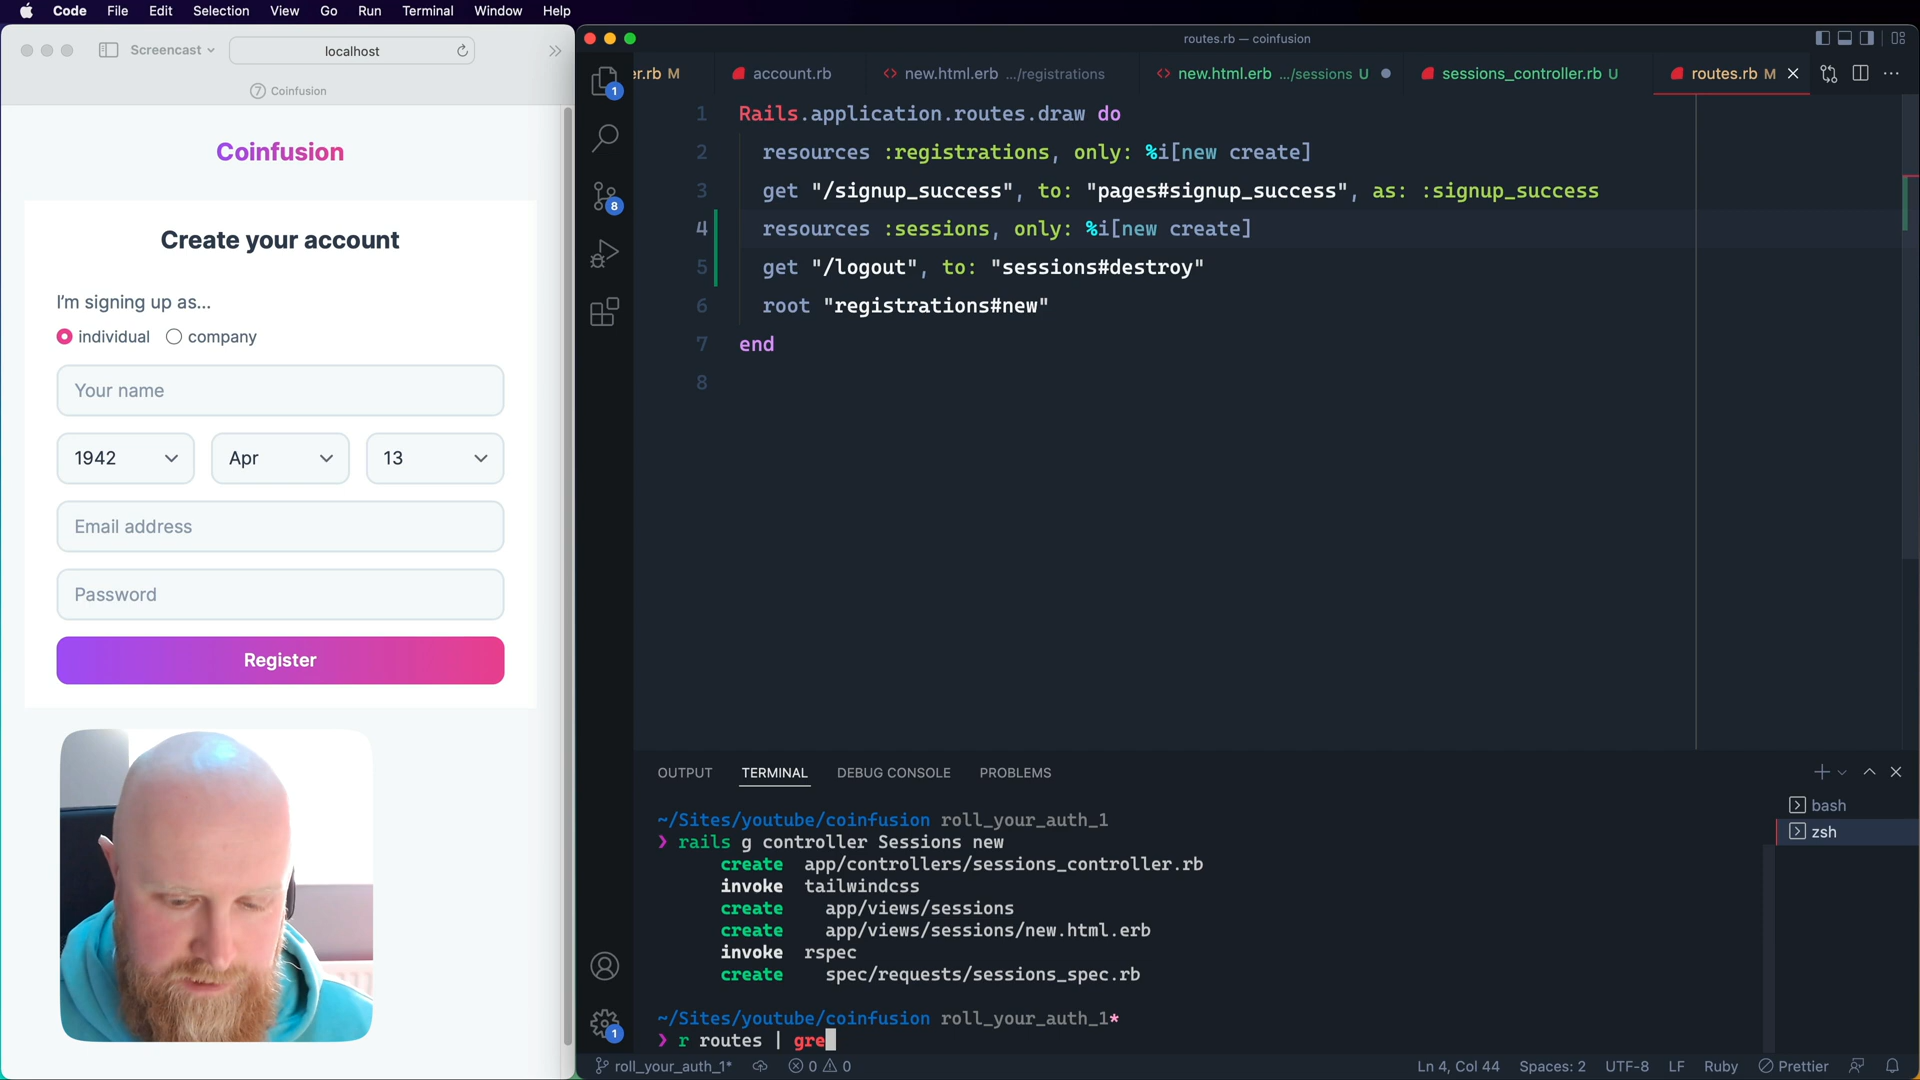 Code File Edit Selection View Go Run Terminal Window Help
Screencast
localhost
Coinfusion
Coinfusion
Create your account
I'm signing up as...
individual company
Your name
1942 Apr 13
Email address
Password
Register
routes.rb — coinfusion
er.rb M account.rb new.html.erb .../registrations new.html.erb .../sessions U sessions_controller.rb U routes.rb M
1 Rails.application.routes.draw do
2 resources :registrations, only: %i[new create]
3 get "/signup_success", to: "pages#signup_success", as: :signup_success
4 resources :sessions, only: %i[new create]
5 get "/logout", to: "sessions#destroy"
6 root "registrations#new"
7 end
8
1
8
1
OUTPUT TERMINAL DEBUG CONSOLE PROBLEMS
bash
zsh
~/Sites/youtube/coinfusion roll_your_auth_1
❯ rails g controller Sessions new
create app/controllers/sessions_controller.rb
invoke tailwindcss
create app/views/sessions
create app/views/sessions/new.html.erb
invoke rspec
create spec/requests/sessions_spec.rb
~/Sites/youtube/coinfusion roll_your_auth_1*
❯ r routes | gre
roll_your_auth_1* 0 0 Ln 4, Col 44 Spaces: 2 UTF-8 LF Ruby Prettier